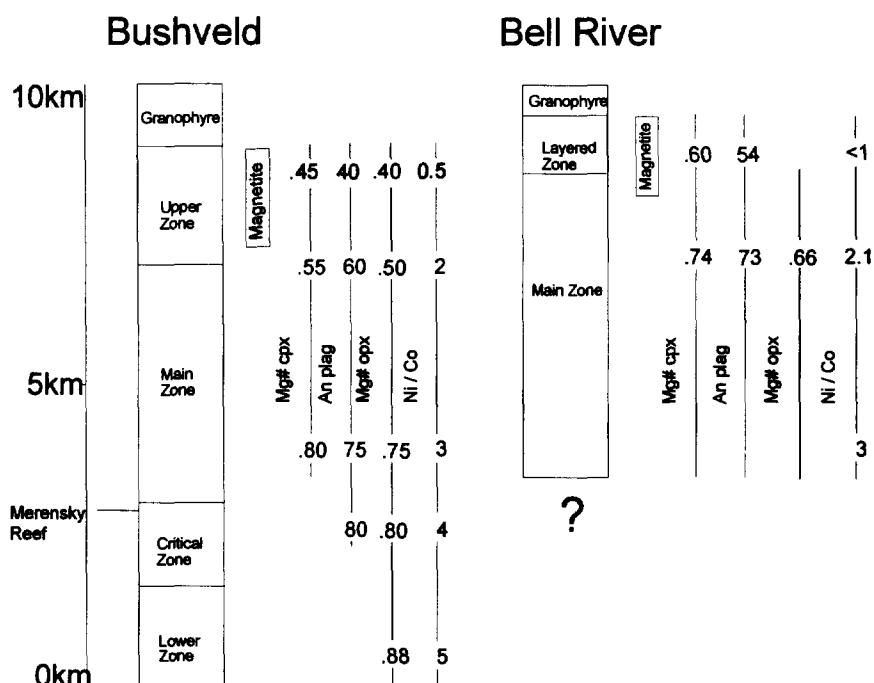 Bushveld
Bell River
10km
Granophyre
Upper
Zone
Magnetite
.45 40 .40 0.5
.55 60 .50 2
5km
Main
Zone
Mg# cpx
An plag
Mg# opx
Ni / Co
.80 75 .75 3
Merensky
Reef
Critical
Zone
80 .80 4
Lower
Zone
.88 5
0km
Granophyre
Layered
Zone
Magnetite
.60 54 <1
Main Zone
.74 73 .66 2.1
Mg# cpx
An plag
Mg# opx
Ni / Co
3
?